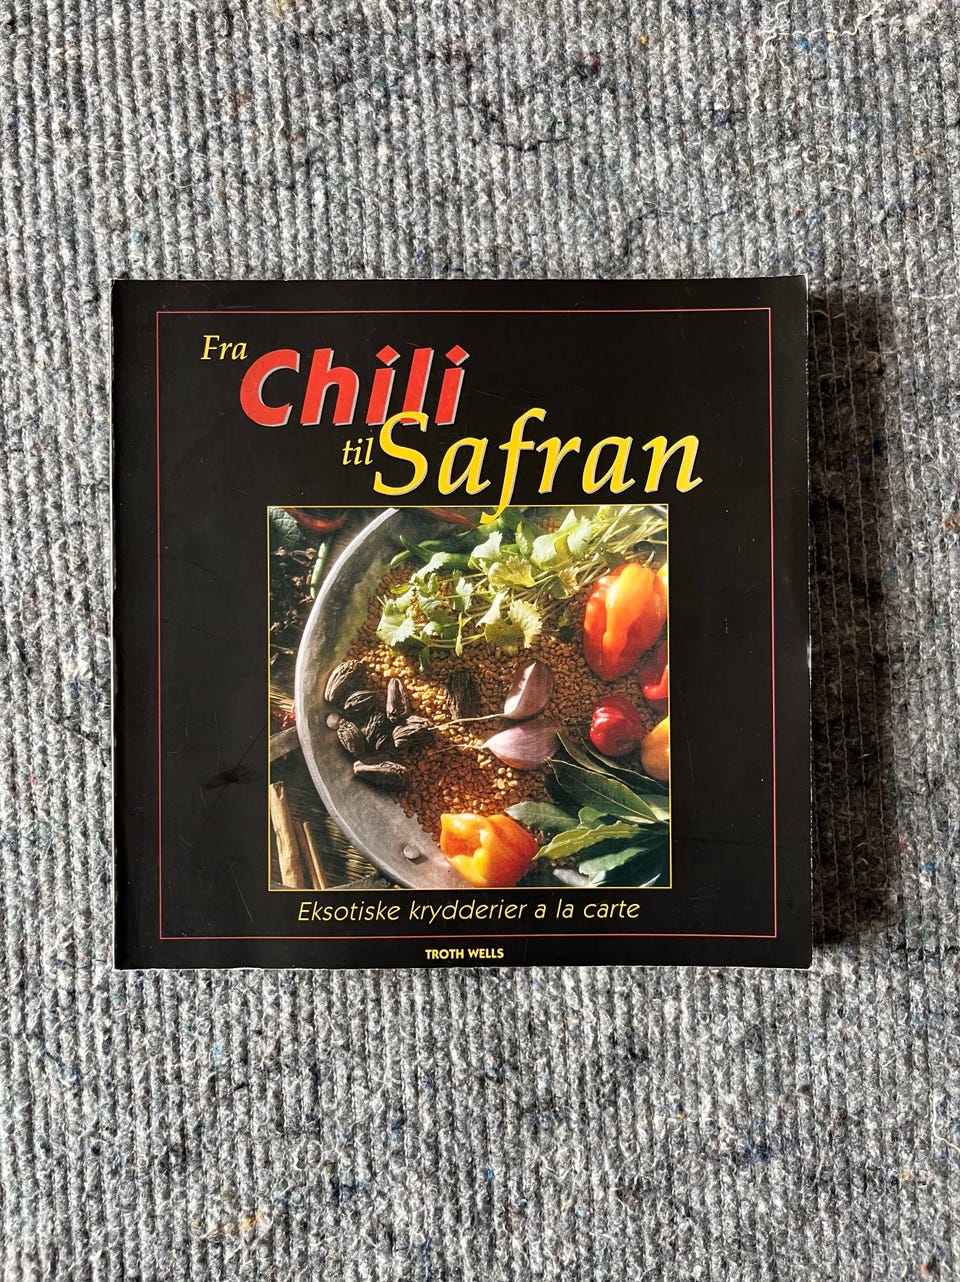 Fra
Chili
til Safran
Eksotiske krydderier a la carte
TROTH WELLS